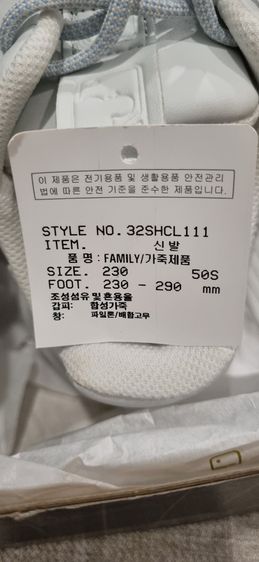 이 제품은 전기용품 및 생활용품 안전관리
법에 따른 안전 기준을 준수한 제품입니다.
STYLE NO. 32SHCL111
ITEM. 신발
품 명 : FAMILY/가죽제품
SIZE. 230 50S
FOOT. 230 - 290 mm
조성섬유 및 혼용율
갑피: 합성가죽
창: 파일론/배합고무